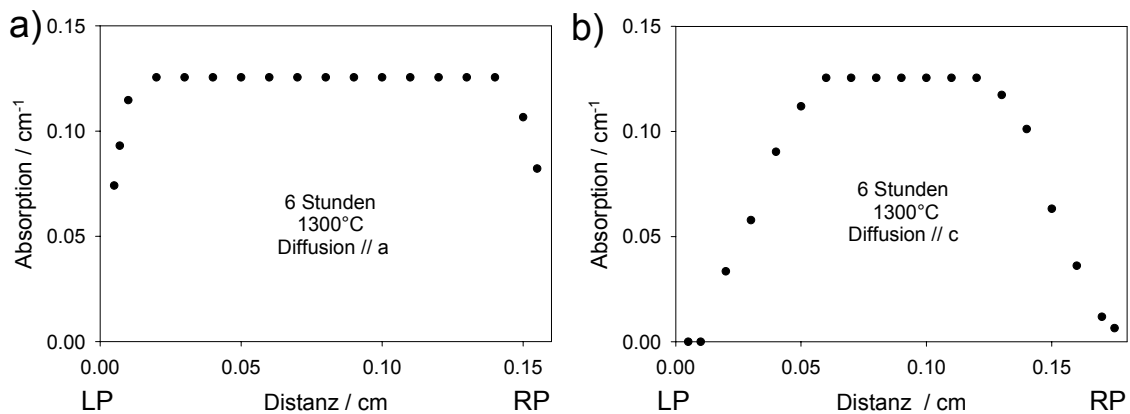 a)
0.15
0.10
0.05
0.00
Absorption / cm-1
6 Stunden
1300°C
Diffusion // a
0.00 0.05 0.10 0.15
LP Distanz / cm RP
b)
0.15
0.10
0.05
0.00
Absorption / cm-1
6 Stunden
1300°C
Diffusion // c
0.00 0.05 0.10 0.15
LP Distanz / cm RP